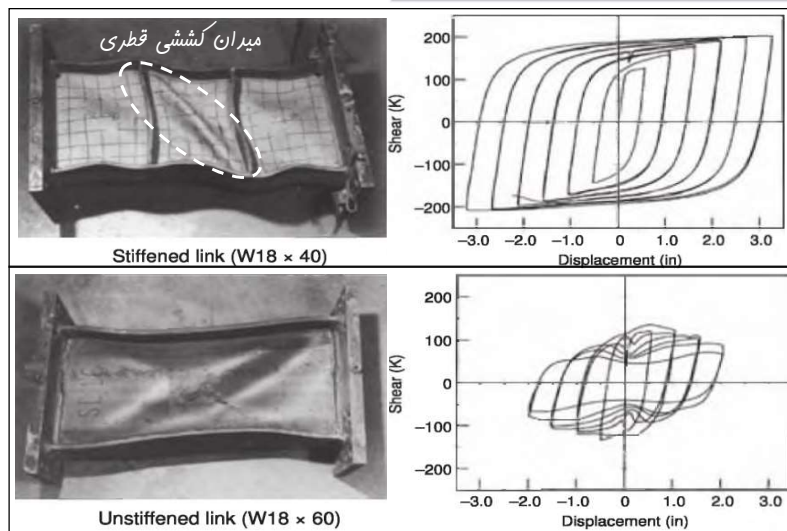 میدان کششی قطری
Stiffened link (W18 × 40)
Shear (K)
200
100
0
−100
−200
−3.0 −2.0 −1.0 0 1.0 2.0 3.0
Displacement (in)
Unstiffened link (W18 × 60)
Shear (K)
200
100
0
−100
−200
−3.0 −2.0 −1.0 0 1.0 2.0 3.0
Displacement (in)